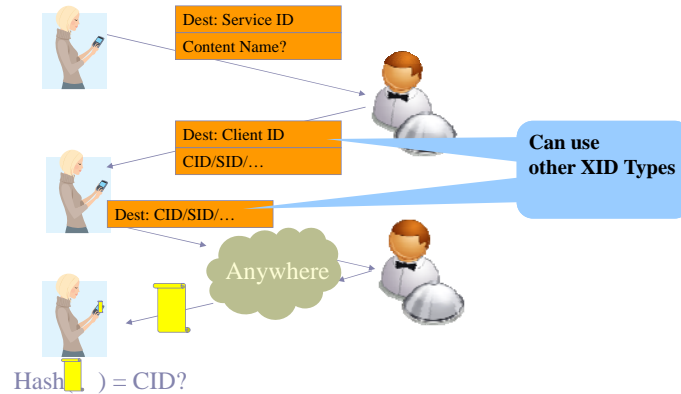 Dest: Service ID
Content Name?
Dest: Client ID
CID/SID/…
Can use
other XID Types
Dest: CID/SID/…
Anywhere
Hash( ) = CID?